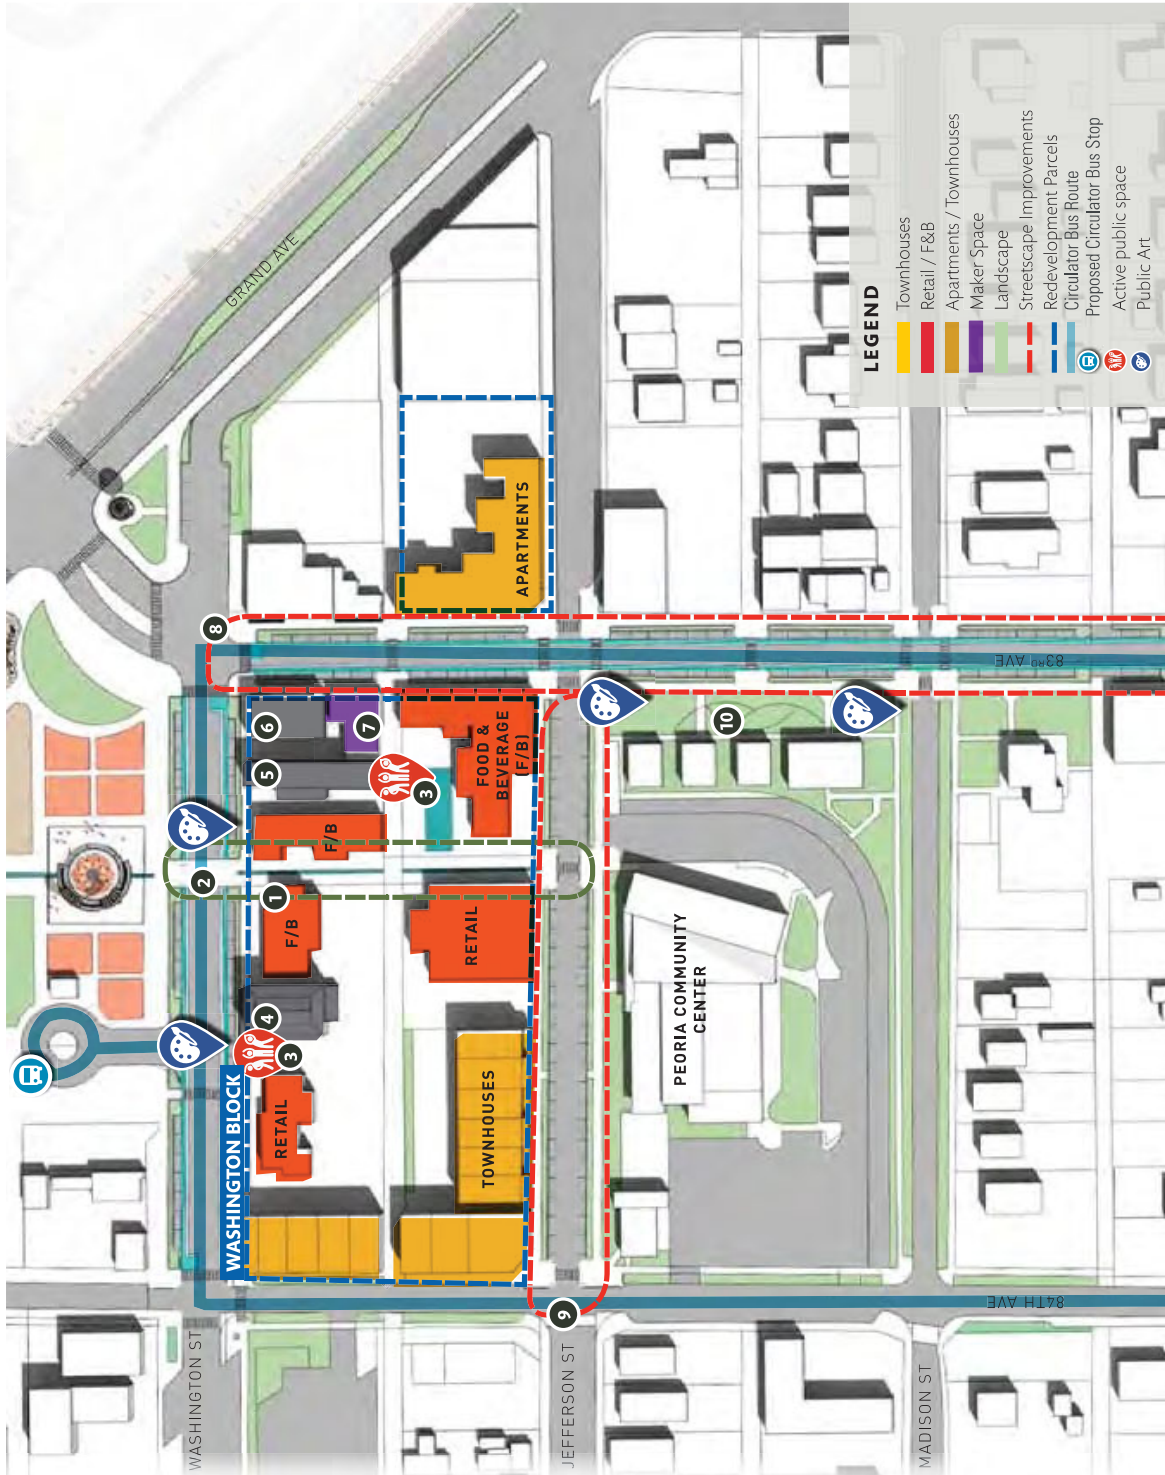 GRAND AVE
LEGEND
Townhouses
Retail / F&B
Apartments / Townhouses
Maker Space
Landscape
Streetscape Improvements
Redevelopment Parcels
Circulator Bus Route
Proposed Circulator Bus Stop
Active public space
Public Art
APARTMENTS
8
83RD AVE
6
7
5
3
FOOD &
BEVERAGE
(F/B)
10
F/B
2
1
F/B
RETAIL
4
3
PEORIA COMMUNITY
CENTER
WASHINGTON BLOCK
RETAIL
TOWNHOUSES
9
84TH AVE
WASHINGTON ST
JEFFERSON ST
MADISON ST